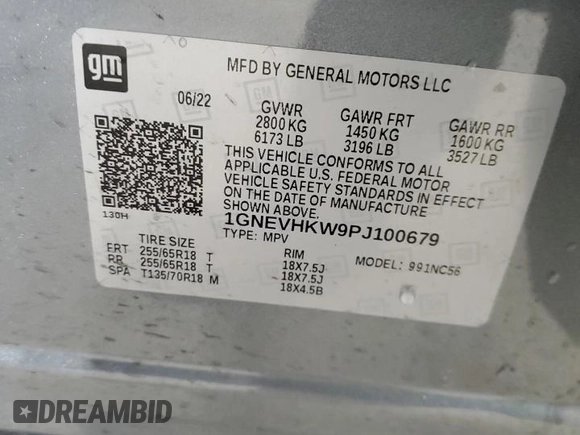 gm
MFD BY GENERAL MOTORS LLC
06/22 GVWR GAWR FRT GAWR RR
2800 KG 1450 KG 1600 KG
6173 LB 3196 LB 3527 LB
THIS VEHICLE CONFORMS TO ALL
APPLICABLE U.S. FEDERAL MOTOR
VEHICLE SAFETY STANDARDS IN EFFECT
ON THE DATE OF MANUFACTURE
SHOWN ABOVE.
1GNEVHKW9PJ100679
130H
TYPE: MPV MODEL: 991NC56
TIRE SIZE RIM
FRT 255/65R18 T 18X7.5J
RR 255/65R18 T 18X7.5J
SPA T135/70R18 M 18X4.5B
DREAMBID